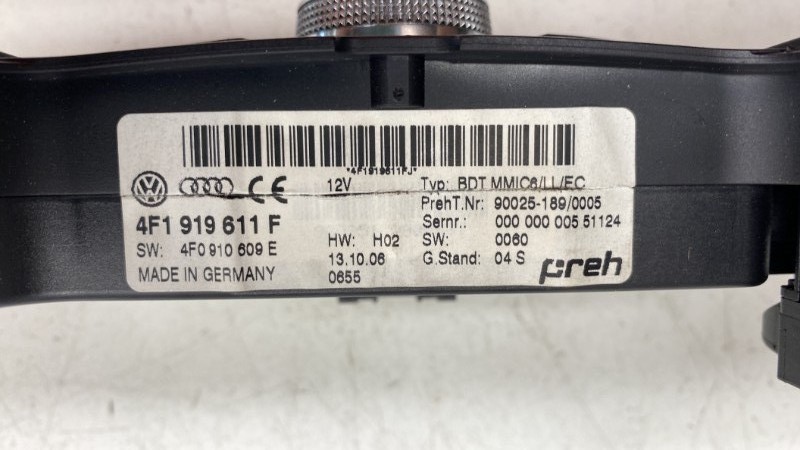 *4F1919611FJ*
12V
Typ: BDT MMIC6/LL/EC
4F1 919 611 F
PrehT.Nr: 90025-189/0005
Sernr.: 000 000 005 51124
SW: 4F0 910 609 E
HW: H02
SW: 0060
13.10.06
G.Stand: 04 S
MADE IN GERMANY
0655
preh